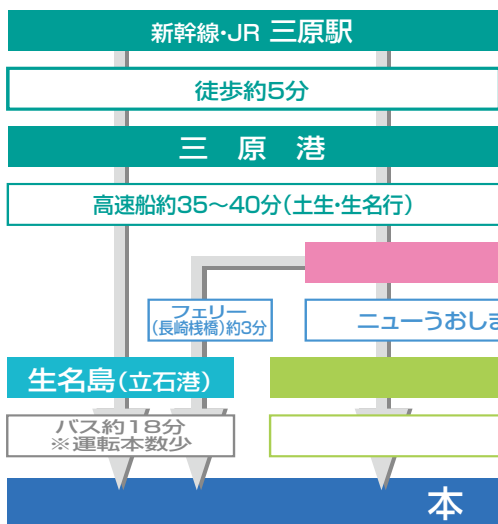 新幹線・JR 三原駅
徒歩約5分
三原港
高速船約35〜40分(土生・生名行)
フェリー
(長崎桟橋)約3分
ニューうおしま
生名島(立石港)
バス約18分
※運転本数少
本